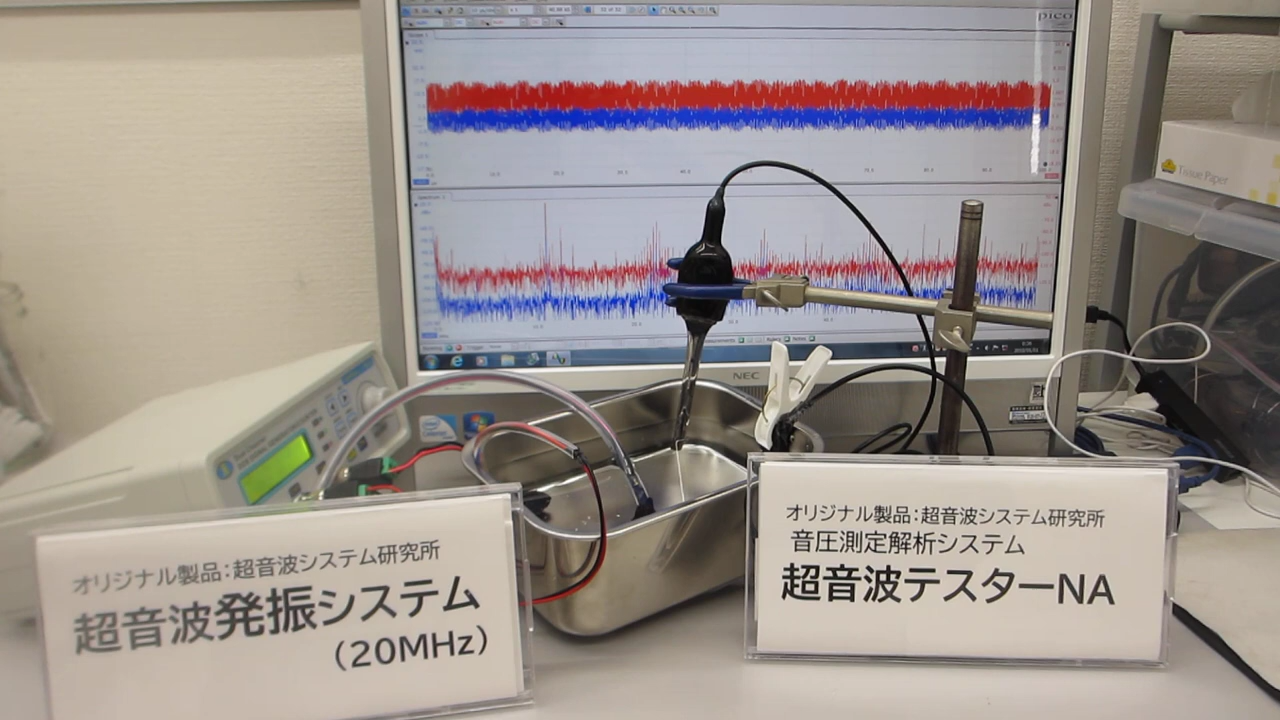 pico
Tissue Paper
NEC
intel
オリジナル製品：超音波システム研究所
超音波発振システム
（20MHz）
オリジナル製品：超音波システム研究所
音圧測定解析システム
超音波テスターNA